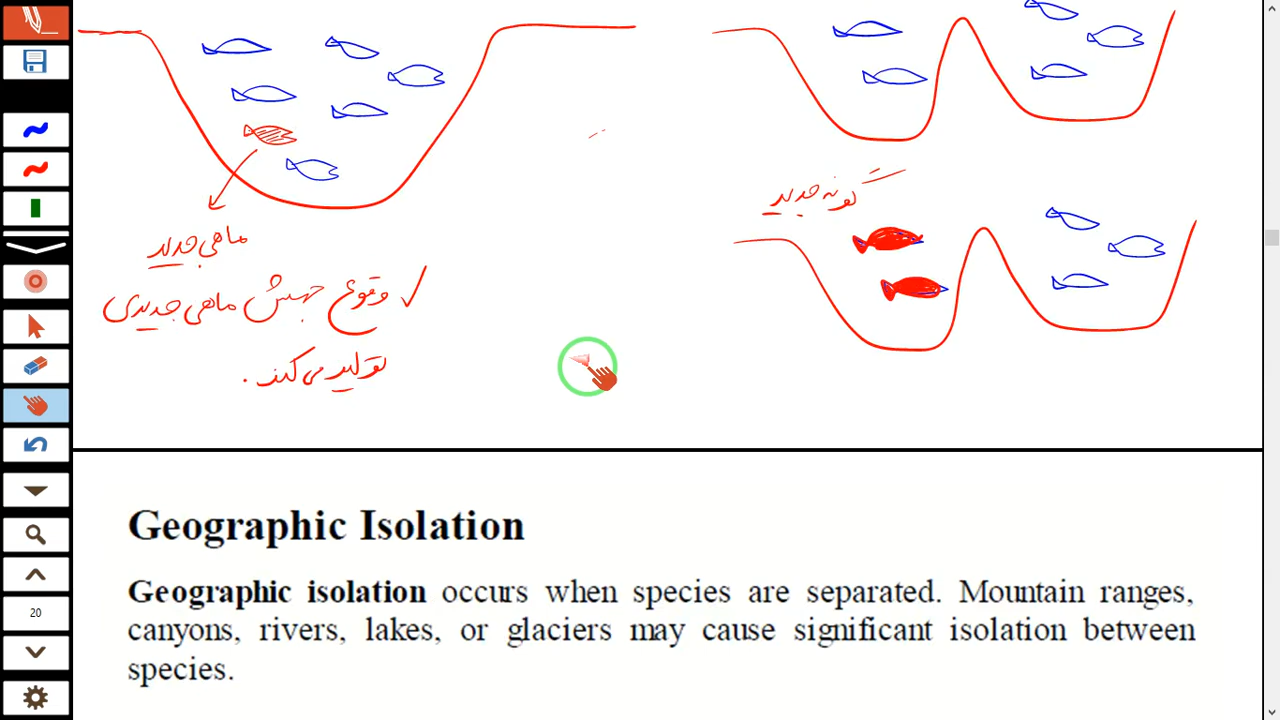 گونه جدید
ماهی جدید
✓ وقوع جهش ماهی جدیدی
تولید می‌کند.
20
Geographic Isolation
Geographic isolation occurs when species are separated. Mountain ranges,
canyons, rivers, lakes, or glaciers may cause significant isolation between
species.